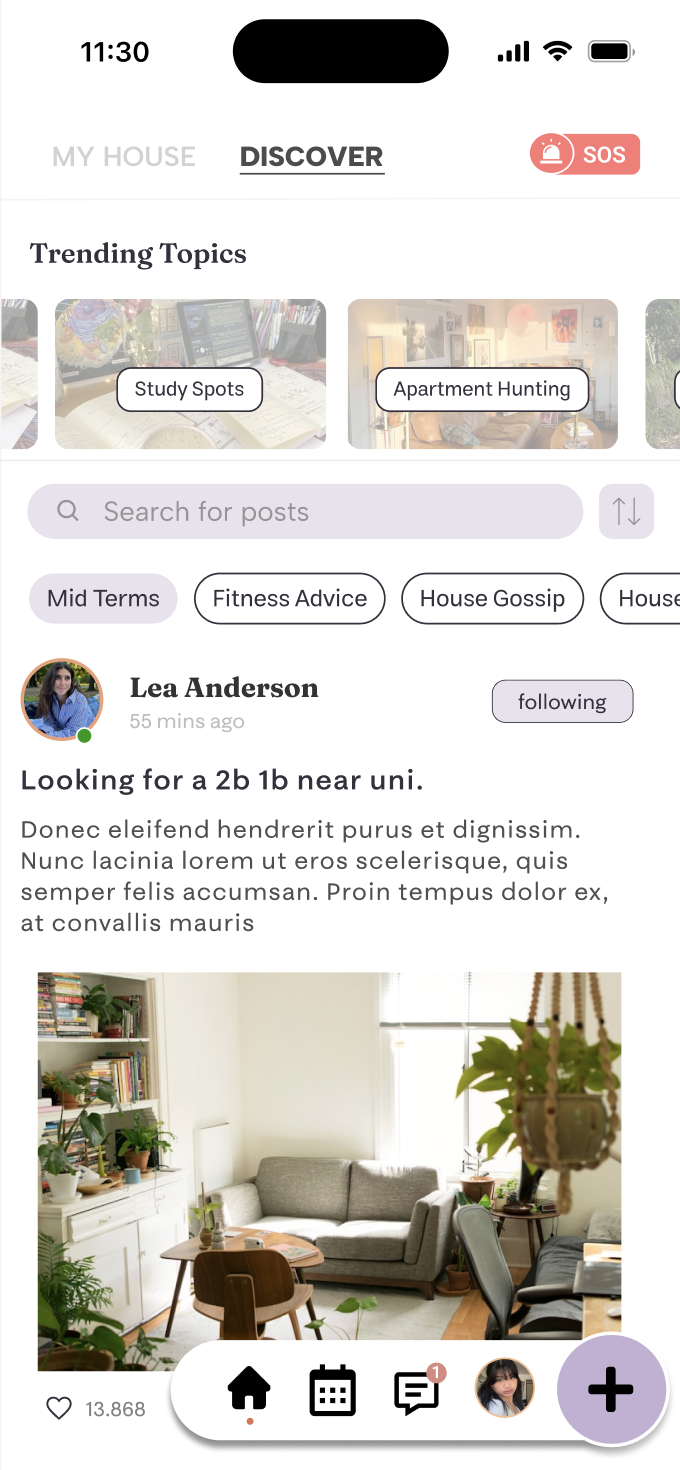 11:30
MY HOUSE
DISCOVER
SOS
Trending Topics
Study Spots
Apartment Hunting
Search for posts
Mid Terms
Fitness Advice
House Gossip
House
Lea Anderson
55 mins ago
following
Looking for a 2b 1b near uni.
Donec eleifend hendrerit purus et dignissim.
Nunc lacinia lorem ut eros scelerisque, quis
semper felis accumsan. Proin tempus dolor ex,
at convallis mauris
13.868
1